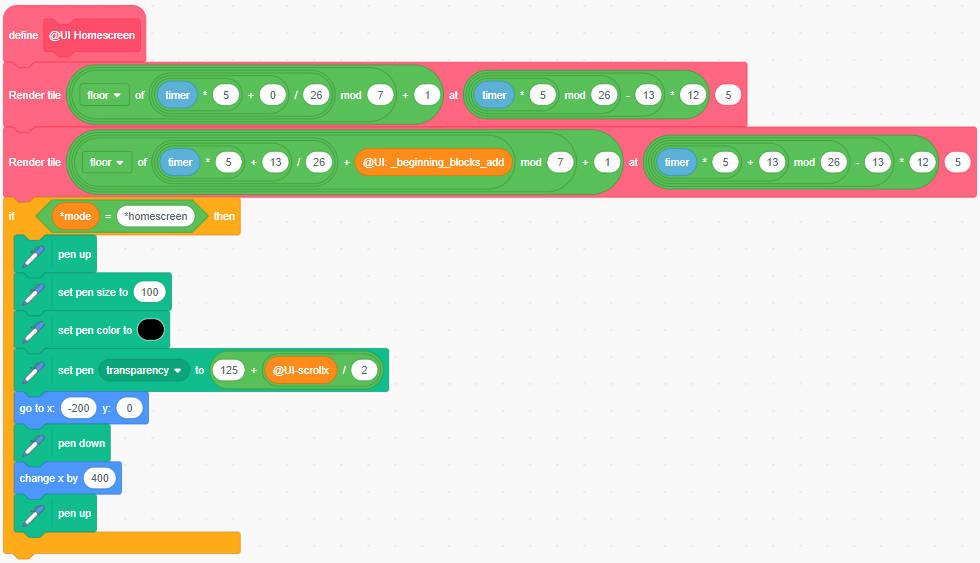 define @UI Homescreen
Render tile floor of timer * 5 + 0 / 26 mod 7 + 1 at timer * 5 mod 26 - 13 * 12 5
Render tile floor of timer * 5 + 13 / 26 + @UI: _beginning_blocks_add mod 7 + 1 at timer * 5 + 13 mod 26 - 13 * 12 5
if *mode = *homescreen then
pen up
set pen size to 100
set pen color to
set pen transparency to 125 + @UI-scrollx / 2
go to x: -200 y: 0
pen down
change x by 400
pen up